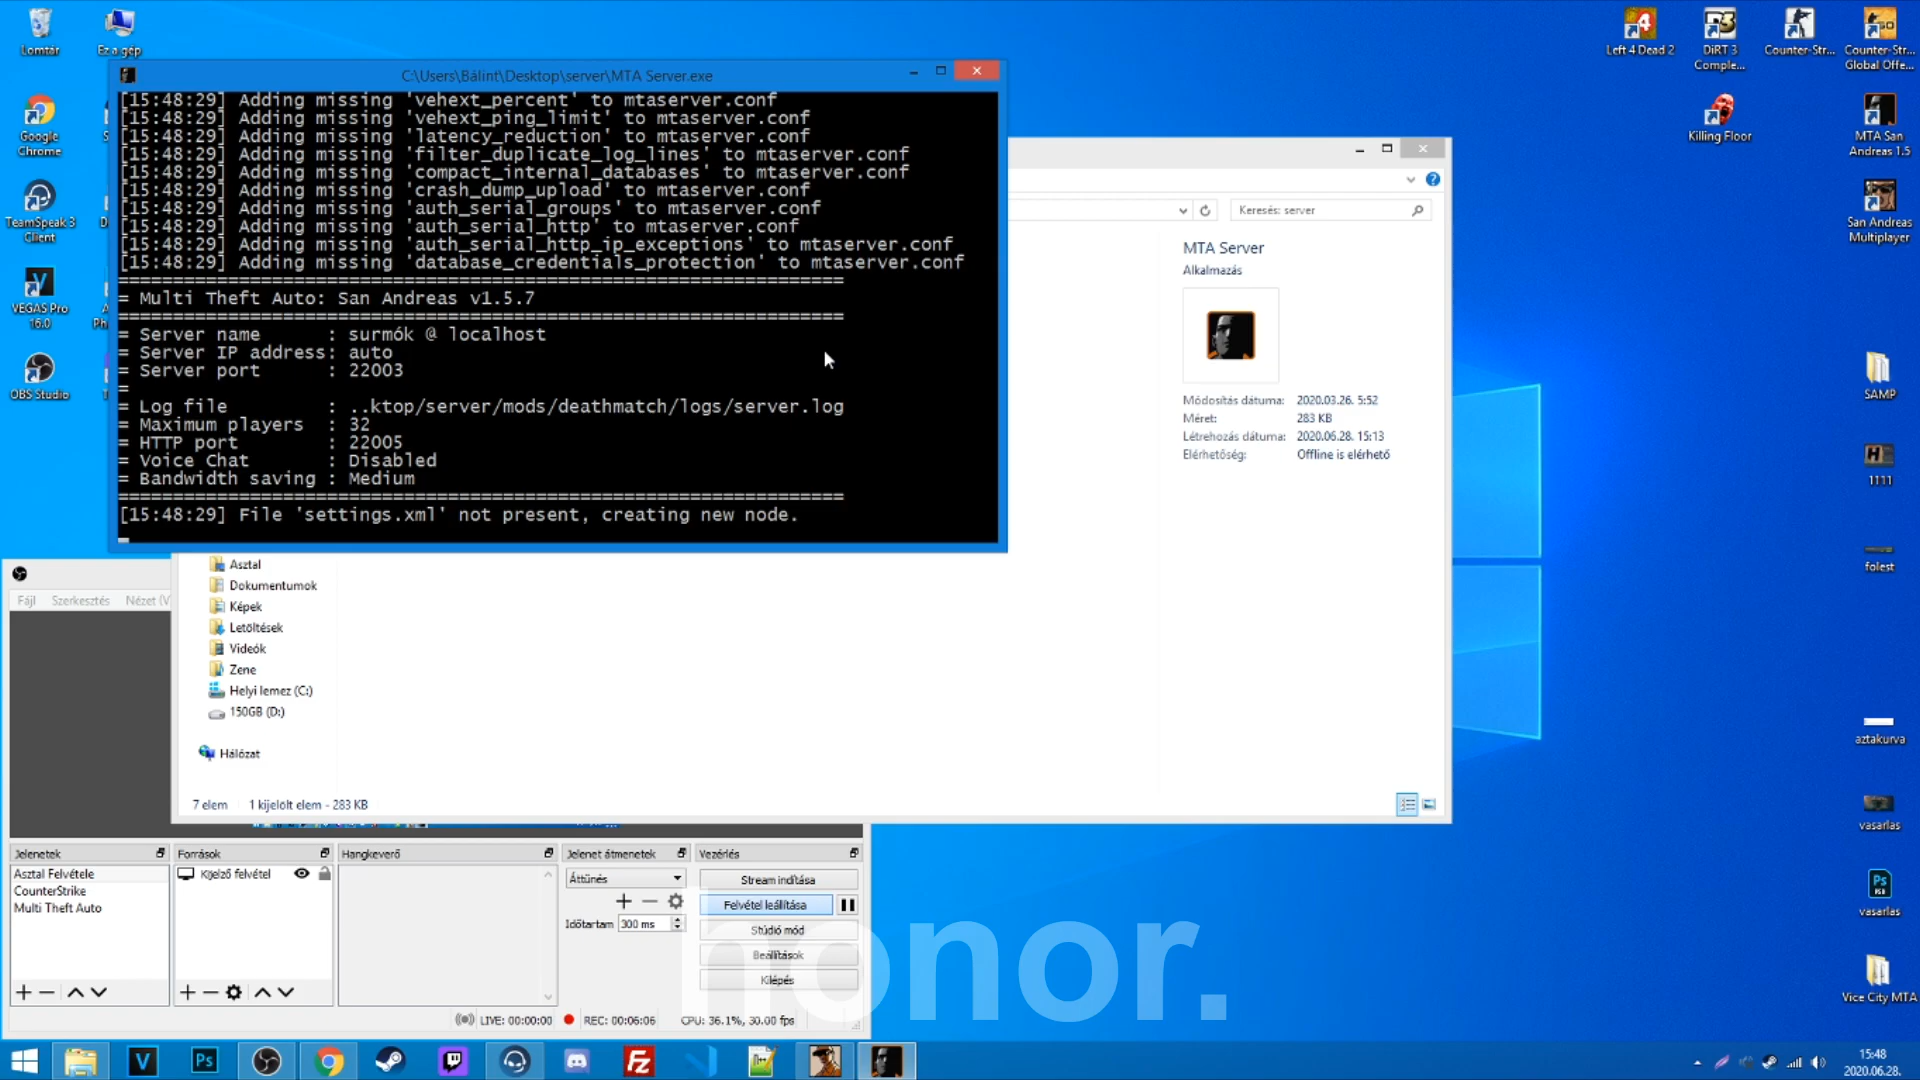 Lomtár
Ez a gép
Google
Chrome
TeamSpeak 3
Client
VEGAS Pro
16.0
OBS Studio
C:\Users\Bálint\Desktop\server\MTA Server.exe
[15:48:29] Adding missing 'vehext_percent' to mtaserver.conf
[15:48:29] Adding missing 'vehext_ping_limit' to mtaserver.conf
[15:48:29] Adding missing 'latency_reduction' to mtaserver.conf
[15:48:29] Adding missing 'filter_duplicate_log_lines' to mtaserver.conf
[15:48:29] Adding missing 'compact_internal_databases' to mtaserver.conf
[15:48:29] Adding missing 'crash_dump_upload' to mtaserver.conf
[15:48:29] Adding missing 'auth_serial_groups' to mtaserver.conf
[15:48:29] Adding missing 'auth_serial_http' to mtaserver.conf
[15:48:29] Adding missing 'auth_serial_http_ip_exceptions' to mtaserver.conf
[15:48:29] Adding missing 'database_credentials_protection' to mtaserver.conf
==================================================================
= Multi Theft Auto: San Andreas v1.5.7
==================================================================
= Server name      : surmók @ localhost
= Server IP address: auto
= Server port      : 22003
=
= Log file         : ..ktop/server/mods/deathmatch/logs/server.log
= Maximum players  : 32
= HTTP port        : 22005
= Voice Chat       : Disabled
= Bandwidth saving : Medium
==================================================================
[15:48:29] File 'settings.xml' not present, creating new node.
Keresés: server
MTA Server
Alkalmazás
Módosítás dátuma: 2020.03.26. 5:52
Méret: 283 KB
Létrehozás dátuma: 2020.06.28. 15:13
Elérhetőség: Offline is elérhető
Asztal
Dokumentumok
Képek
Letöltések
Videók
Zene
Helyi lemez (C:)
150GB (D:)
Hálózat
7 elem 1 kijelölt elem - 283 KB
Left 4 Dead 2
DiRT 3
Comple...
Counter-Str...
Counter-Str...
Global Offe...
Killing Floor
MTA San
Andreas 1.5
San Andreas
Multiplayer
SAMP
1111
folest
aztakurva
vasarlas
vasarlas
Vice City MTA
Fájl Szerkesztés Nézet (V
Jelenetek
Asztal Felvétele
CounterStrike
Multi Theft Auto
Források
Kijelző felvétel
Hangkeverő
Jelenet átmenetek
Áttűnés
Időtartam 300 ms
Vezérlés
Stream indítása
Felvétel leállítása
Stúdió mód
Beállítások
Kilépés
LIVE: 00:00:00 REC: 00:06:06 CPU: 36.1%, 30.00 fps
honor.
15:48
2020.06.28.